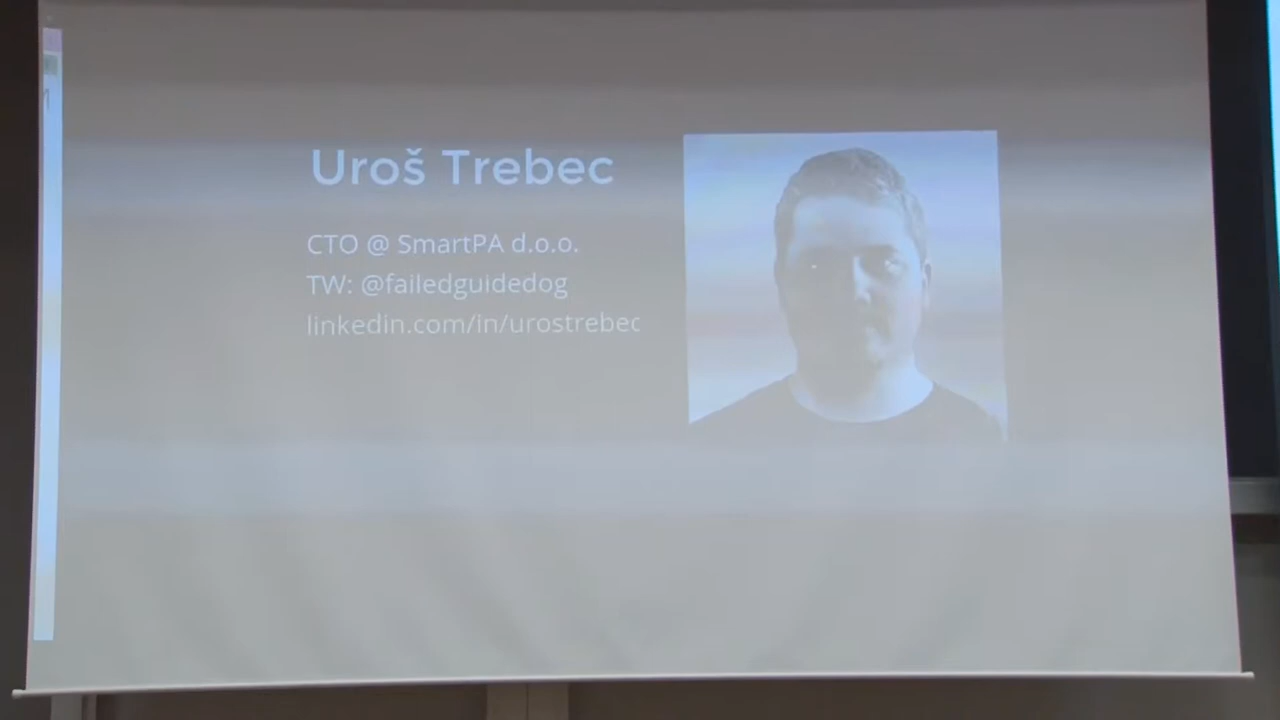 Uroš Trebec
CTO @ SmartPA d.o.o.
TW: @failedguidedog
linkedin.com/in/urostrebec